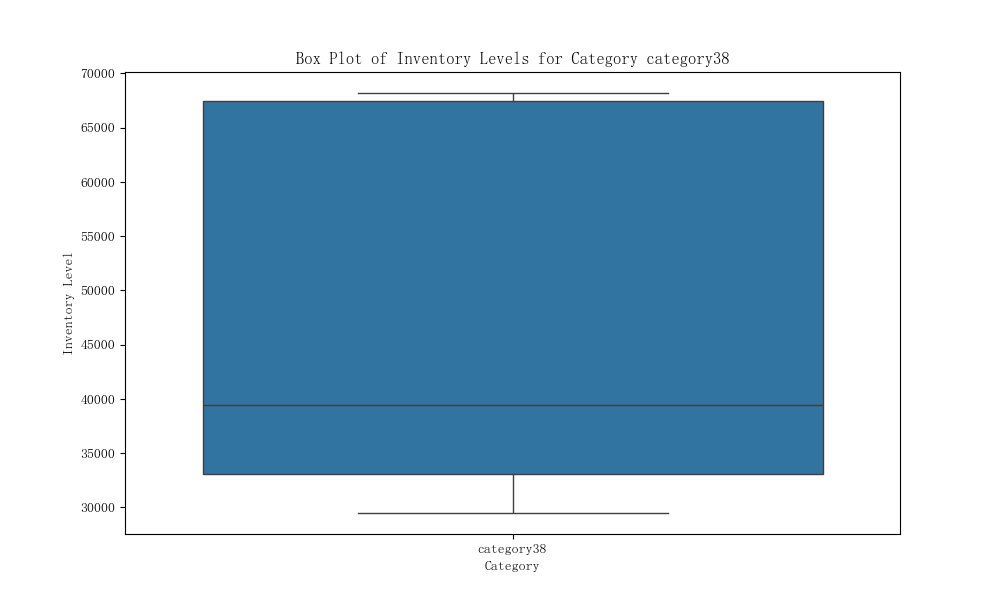 Box Plot of Inventory Levels for Category category38
70000
65000
60000
55000
50000
45000
40000
35000
30000
Inventory Level
category38
Category